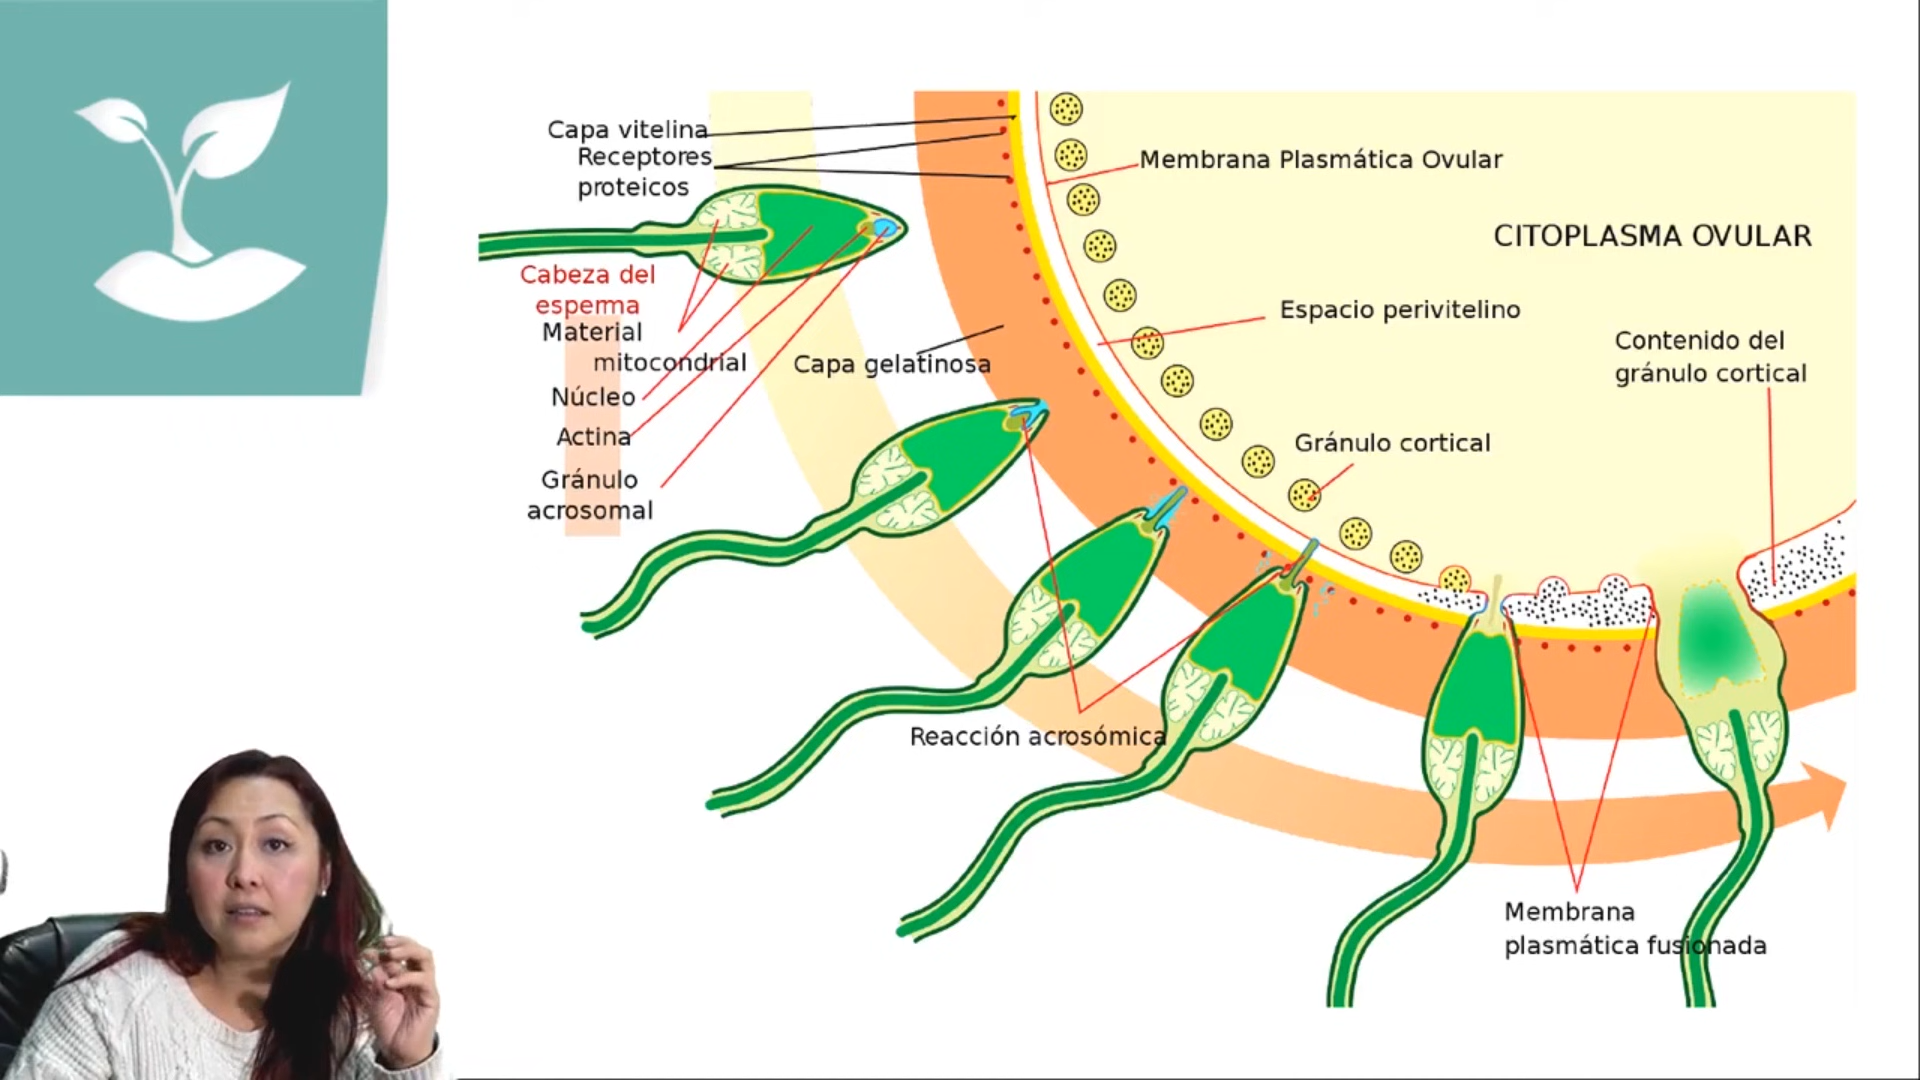 Capa vitelina
Receptores
proteicos
Membrana Plasmática Ovular
CITOPLASMA OVULAR
Cabeza del
esperma
Material
mitocondrial
Núcleo
Actina
Gránulo
acrosomal
Capa gelatinosa
Espacio perivitelino
Contenido del
gránulo cortical
Gránulo cortical
Reacción acrosómica
Membrana
plasmática fusionada